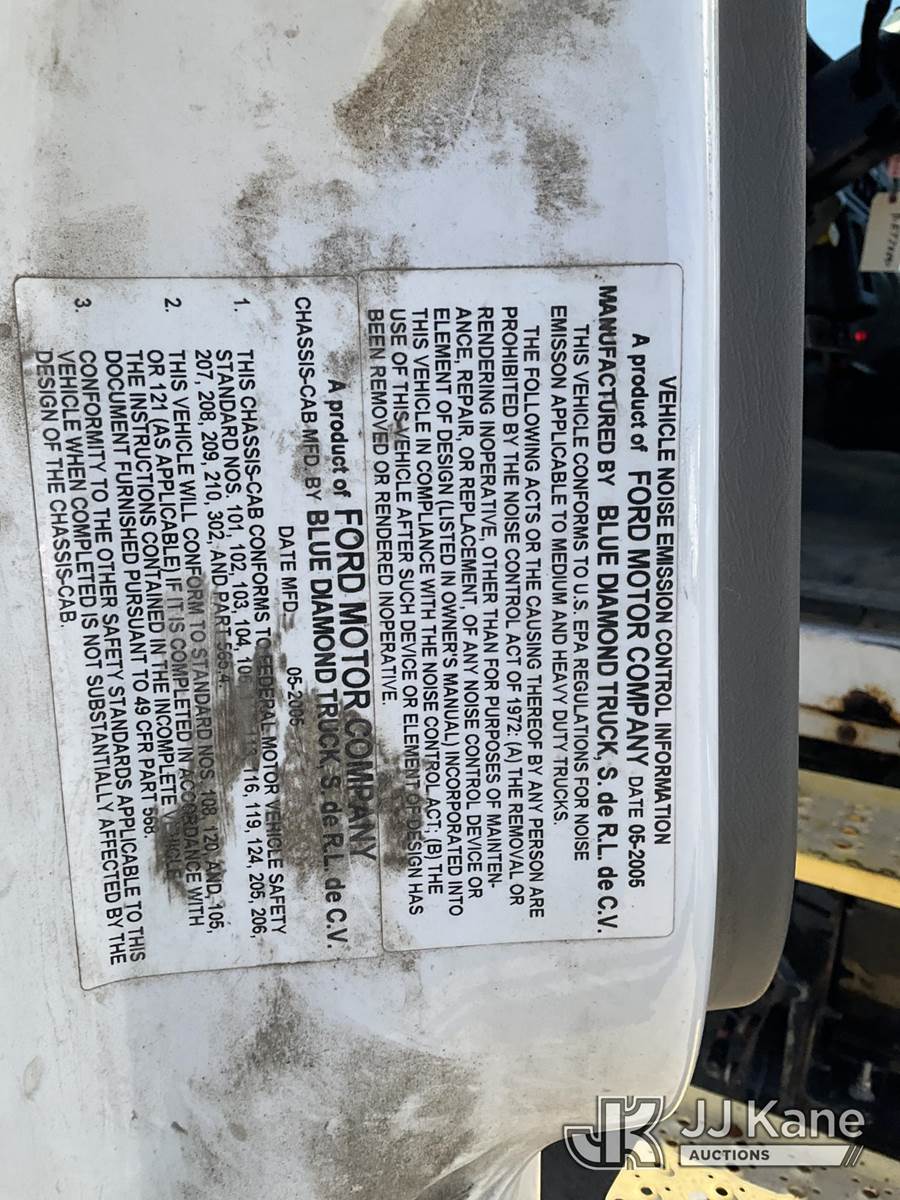 VEHICLE NOISE EMISSION CONTROL INFORMATION
A product of FORD MOTOR COMPANY DATE 05-2005
MANUFACTURED BY BLUE DIAMOND TRUCK, S. de R.L. de C.V.
THIS VEHICLE CONFORMS TO U.S. EPA REGULATIONS FOR NOISE
EMISSON APPLICABLE TO MEDIUM AND HEAVY DUTY TRUCKS.
THE FOLLOWING ACTS OR THE CAUSING THEREOF BY ANY PERSON ARE
PROHIBITED BY THE NOISE CONTROL ACT OF 1972: (A) THE REMOVAL OR
RENDERING INOPERATIVE, OTHER THAN FOR PURPOSES OF MAINTEN-
ANCE, REPAIR, OR REPLACEMENT, OF ANY NOISE CONTROL DEVICE OR
ELEMENT OF DESIGN (LISTED IN OWNER'S MANUAL) INCORPORATED INTO
THIS VEHICLE IN COMPLIANCE WITH THE NOISE CONTROL ACT; (B) THE
USE OF THIS VEHICLE AFTER SUCH DEVICE OR ELEMENT OF DESIGN HAS
BEEN REMOVED OR RENDERED INOPERATIVE.
A product of FORD MOTOR COMPANY
CHASSIS-CAB MFD. BY BLUE DIAMOND TRUCK, S. de R.L. de C.V.
DATE MFD: 05-2005
1. THIS CHASSIS-CAB CONFORMS TO FEDERAL MOTOR VEHICLE SAFETY
STANDARD NOS. 101, 102, 103, 104, 116, 119, 124, 205, 206,
207, 208, 209, 210, 302, AND PART 565.4.
2. THIS VEHICLE WILL CONFORM TO STANDARD NOS. 108, 120 AND, 105,
OR 121 (AS APPLICABLE) IF IT IS COMPLETED IN ACCORDANCE WITH
THE INSTRUCTIONS CONTAINED IN THE INCOMPLETE VEHICLE
DOCUMENT FURNISHED PURSUANT TO 49 CFR PART 568.
3. CONFORMITY TO THE OTHER SAFETY STANDARDS APPLICABLE TO THIS
VEHICLE WHEN COMPLETED IS NOT SUBSTANTIALLY AFFECTED BY THE
DESIGN OF THE CHASSIS-CAB.
JK JJ Kane
AUCTIONS